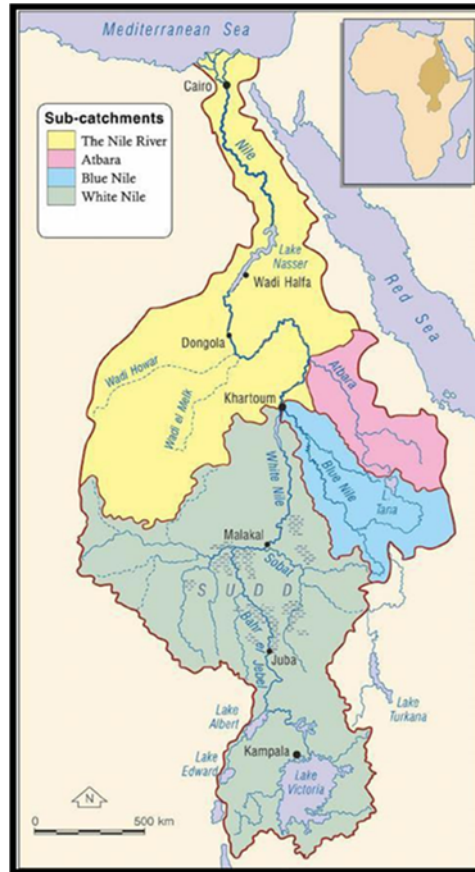 Mediterranean Sea
Cairo
Sub-catchments
The Nile River
Atbara
Blue Nile
White Nile
Nile
Lake
Nasser
Wadi Halfa
Red Sea
Dongola
Wadi Howar
Wadi el Melk
Atbara
Khartoum
White Nile
Blue Nile
L.
Tana
Malakal
Sobat
SUDD
Bahr el Jebel
Juba
Lake
Turkana
Lake
Albert
Lake
Edward
Kampala
Lake
Victoria
N
0 500 km